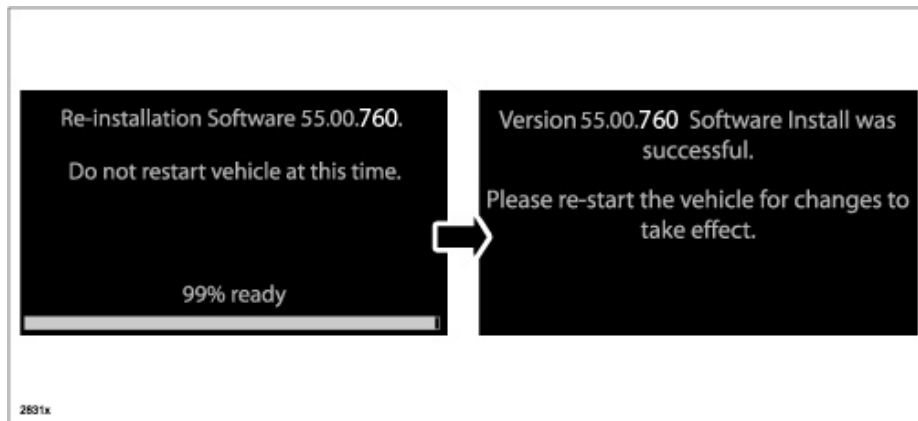 Re-installation Software 55.00.760.
Do not restart vehicle at this time.
99% ready
Version 55.00.760 Software Install was
successful.
Please re-start the vehicle for changes to
take effect.
2831x